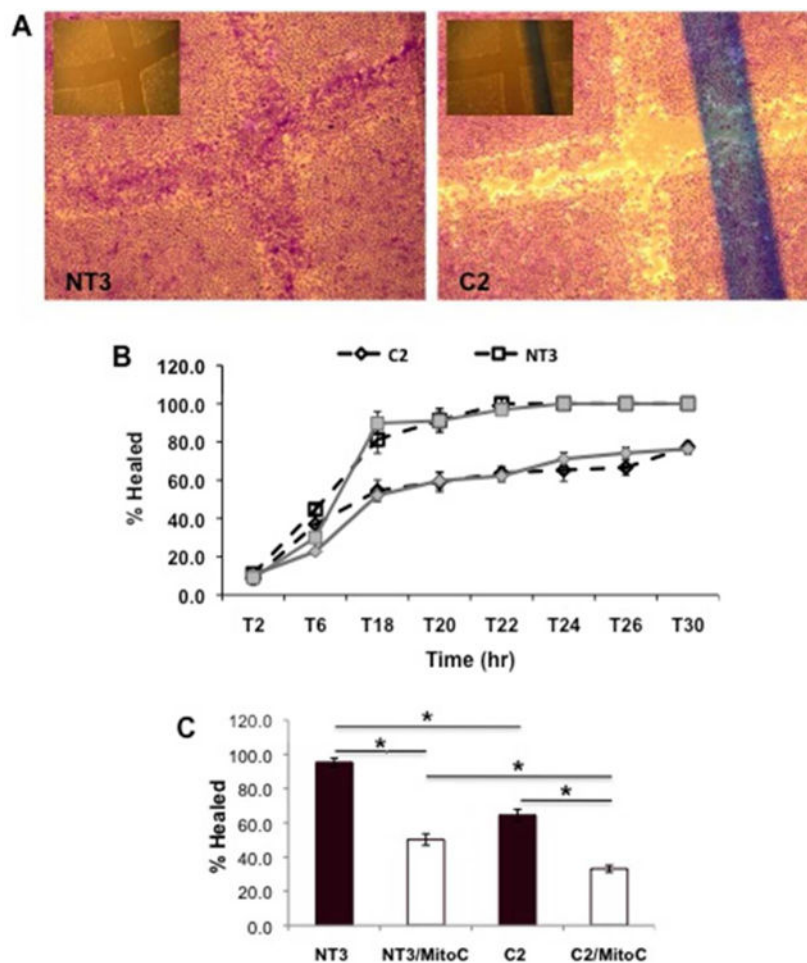 A
NT3
C2
B
C2 NT3
120.0
100.0
80.0
60.0
40.0
20.0
0.0
% Healed
T2 T6 T18 T20 T22 T24 T26 T30
Time (hr)
C
120.0
100.0
80.0
60.0
40.0
20.0
0.0
% Healed
*
*
*
*
NT3 NT3/MitoC C2 C2/MitoC